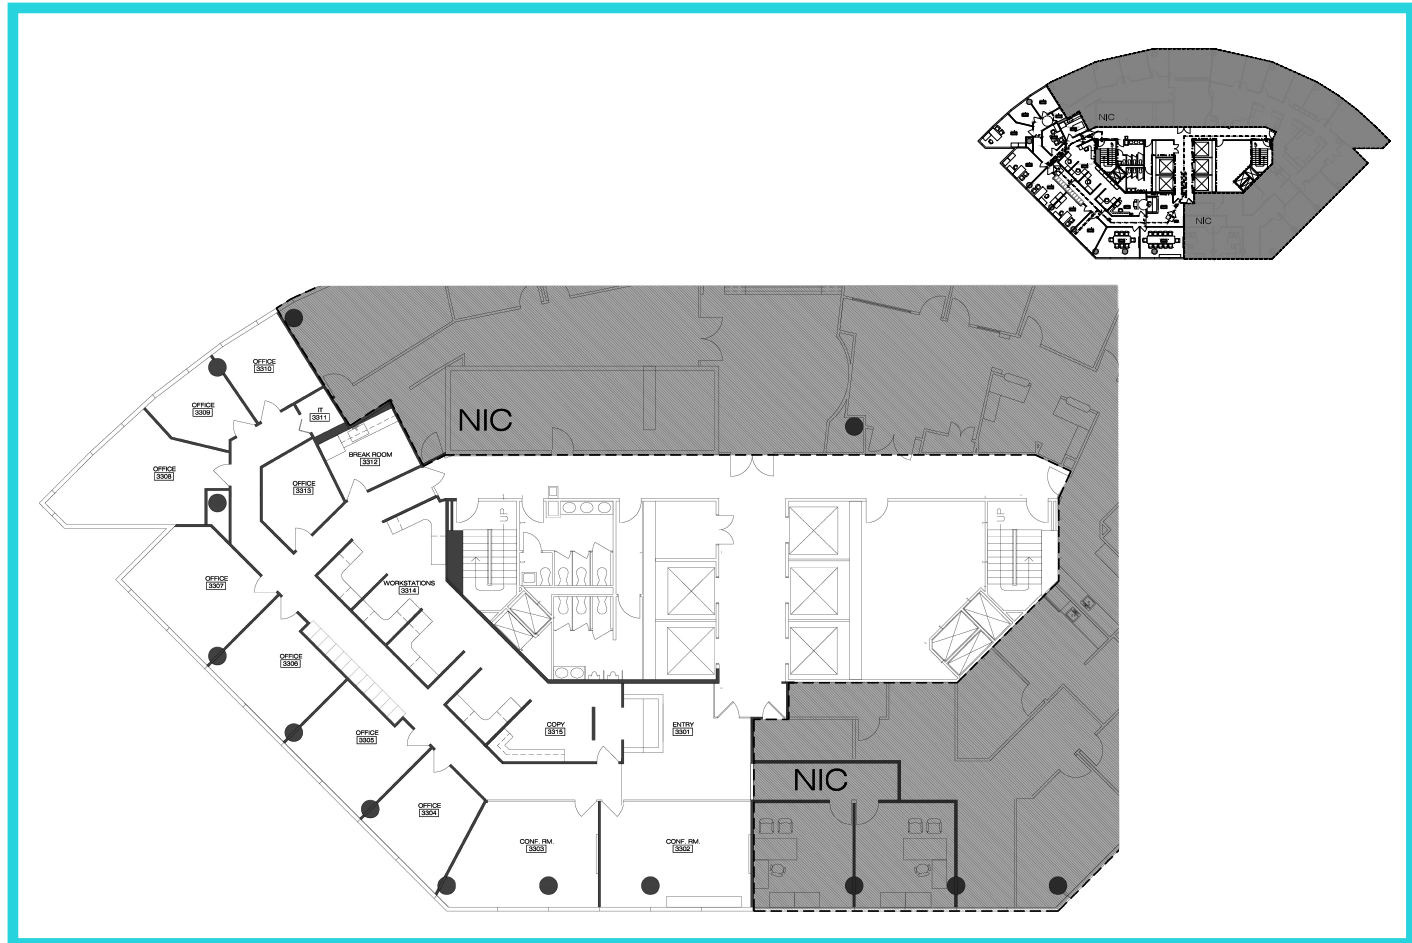 NIC
NIC
OFFICE
3310
OFFICE
3309
IT
3311
NIC
BREAK ROOM
3312
OFFICE
3308
OFFICE
3313
UP
UP
OFFICE
3307
WORKSTATIONS
3314
OFFICE
3306
OFFICE
3305
COPY
3315
ENTRY
3301
NIC
OFFICE
3304
CONF. RM.
3303
CONF. RM.
3302